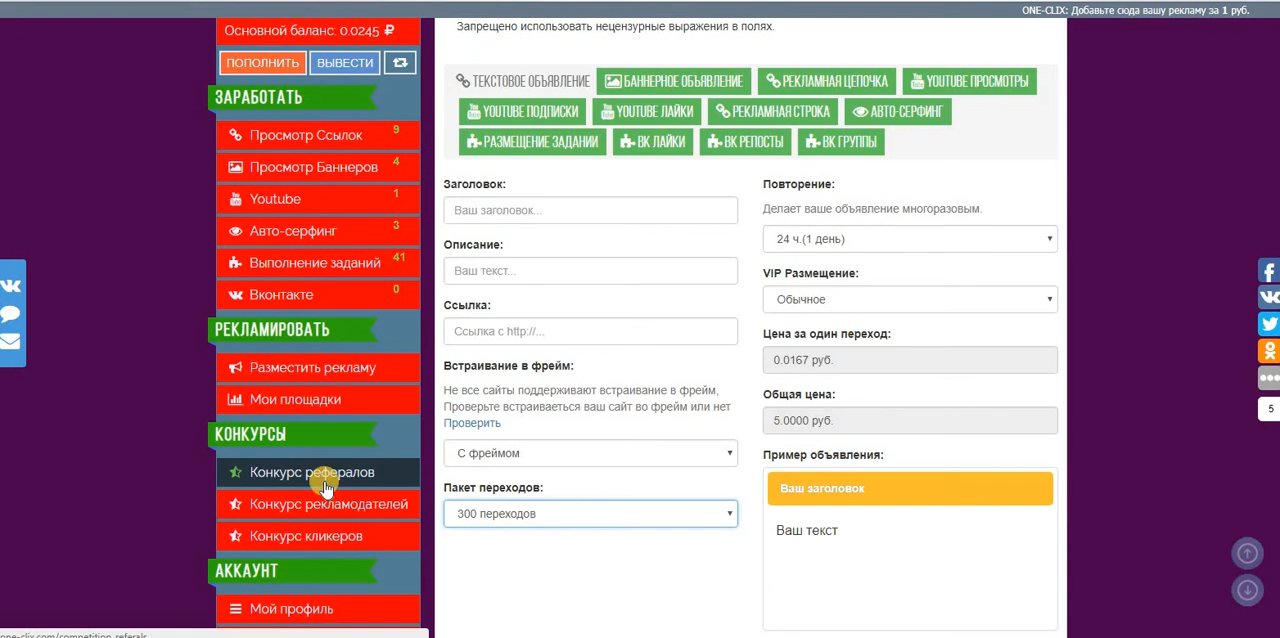 ONE-CLIX: Добавьте сюда вашу рекламу за 1 руб.
Основной баланс: 0.0245 ₽
ПОПОЛНИТЬ
ВЫВЕСТИ
ЗАРАБОТАТЬ
Просмотр Ссылок 9
Просмотр Баннеров 4
Youtube 1
Авто-серфинг 3
Выполнение заданий 41
Вконтакте 0
РЕКЛАМИРОВАТЬ
Разместить рекламу
Мои площадки
КОНКУРСЫ
Конкурс рефералов
Конкурс рекламодателей
Конкурс кликеров
АККАУНТ
Мой профиль
Запрещено использовать нецензурные выражения в полях.
ТЕКСТОВОЕ ОБЪЯВЛЕНИЕ БАННЕРНОЕ ОБЪЯВЛЕНИЕ РЕКЛАМНАЯ ЦЕПОЧКА YOUTUBE ПРОСМОТРЫ
YOUTUBE ПОДПИСКИ YOUTUBE ЛАЙКИ РЕКЛАМНАЯ СТРОКА АВТО-СЕРФИНГ
РАЗМЕЩЕНИЕ ЗАДАНИЙ ВК ЛАЙКИ ВК РЕПОСТЫ ВК ГРУППЫ
Заголовок:
Ваш заголовок...
Описание:
Ваш текст...
Ссылка:
Ссылка с http://...
Встраивание в фрейм:
Не все сайты поддерживают встраивание в фрейм,
Проверьте встраиваеться ваш сайт во фрейм или нет
Проверить
С фреймом
Пакет переходов:
300 переходов
Повторение:
Делает ваше объявление многоразовым.
24 ч.(1 день)
VIP Размещение:
Обычное
Цена за один переход:
0.0167 руб.
Общая цена:
5.0000 руб.
Пример объявления:
Ваш заголовок
Ваш текст
5